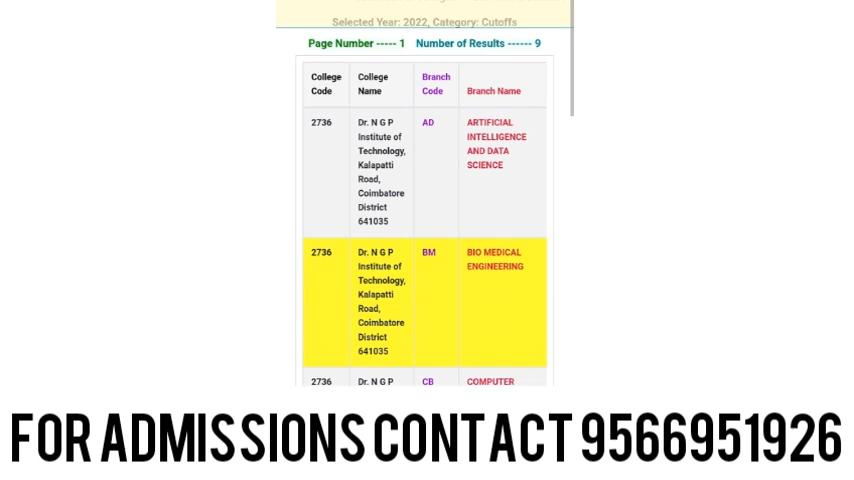 Selected Year: 2022, Category: Cutoffs
Page Number ----- 1 Number of Results ------ 9
College Code College Name Branch Code Branch Name
2736 Dr. N G P Institute of Technology, Kalapatti Road, Coimbatore District 641035 AD ARTIFICIAL INTELLIGENCE AND DATA SCIENCE
2736 Dr. N G P Institute of Technology, Kalapatti Road, Coimbatore District 641035 BM BIO MEDICAL ENGINEERING
2736 Dr. N G P CB COMPUTER
FOR ADMISSIONS CONTACT 9566951926